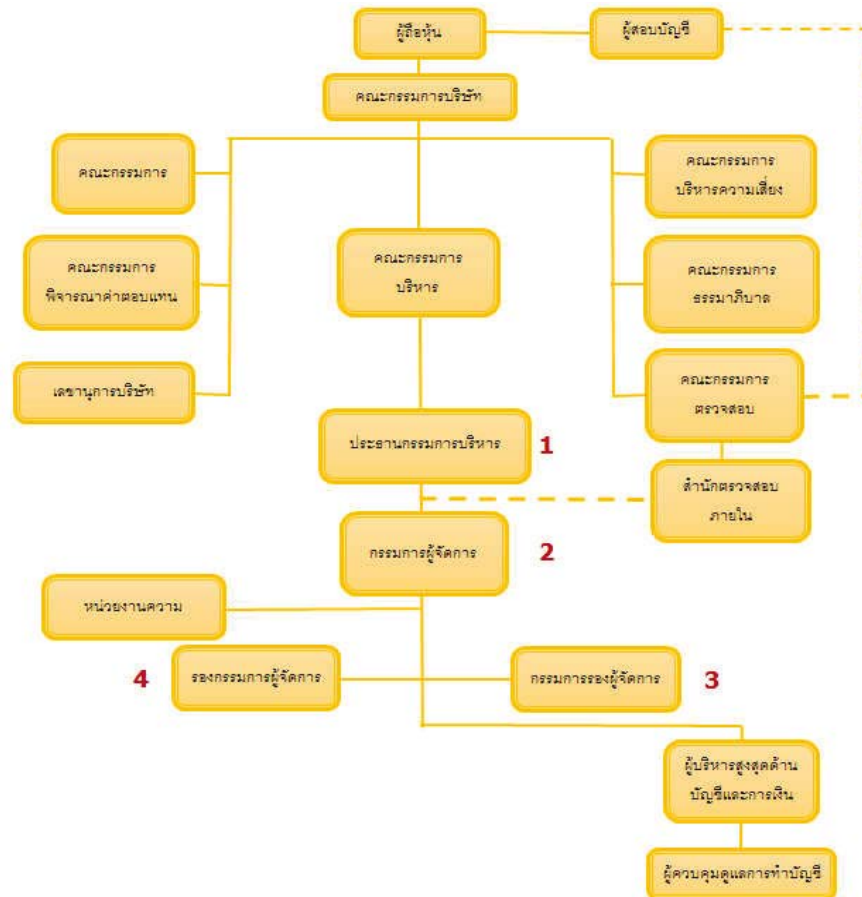 ผู้ถือหุ้น
ผู้สอบบัญชี
คณะกรรมการบริษัท
คณะกรรมการ
คณะกรรมการ
บริหารความเสี่ยง
คณะกรรมการ
พิจารณาค่าตอบแทน
คณะกรรมการ
บริหาร
คณะกรรมการ
ธรรมาภิบาล
เลขานุการบริษัท
คณะกรรมการ
ตรวจสอบ
ประธานกรรมการบริหาร 1
สำนักตรวจสอบ
ภายใน
กรรมการผู้จัดการ 2
หน่วยงานความ
4 รองกรรมการผู้จัดการ
กรรมการรองผู้จัดการ 3
ผู้บริหารสูงสุดด้าน
บัญชีและการเงิน
ผู้ควบคุมดูแลการทำบัญชี